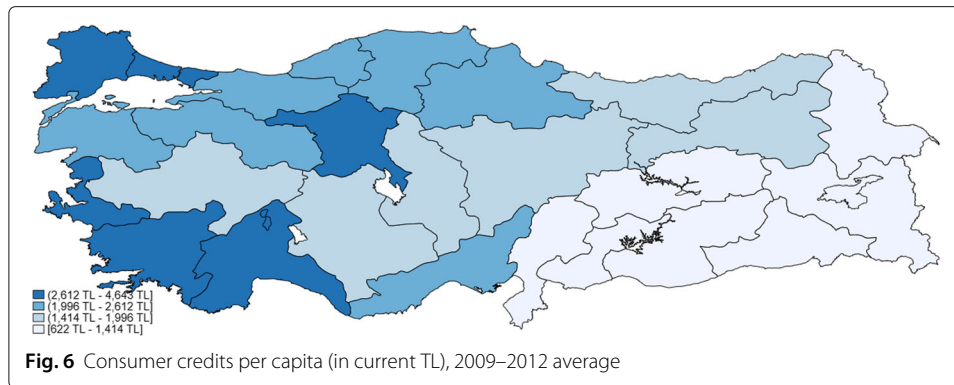 (2,612 TL - 4,643 TL]
(1,996 TL - 2,612 TL]
(1,414 TL - 1,996 TL]
[622 TL - 1,414 TL]
Fig. 6 Consumer credits per capita (in current TL), 2009–2012 average